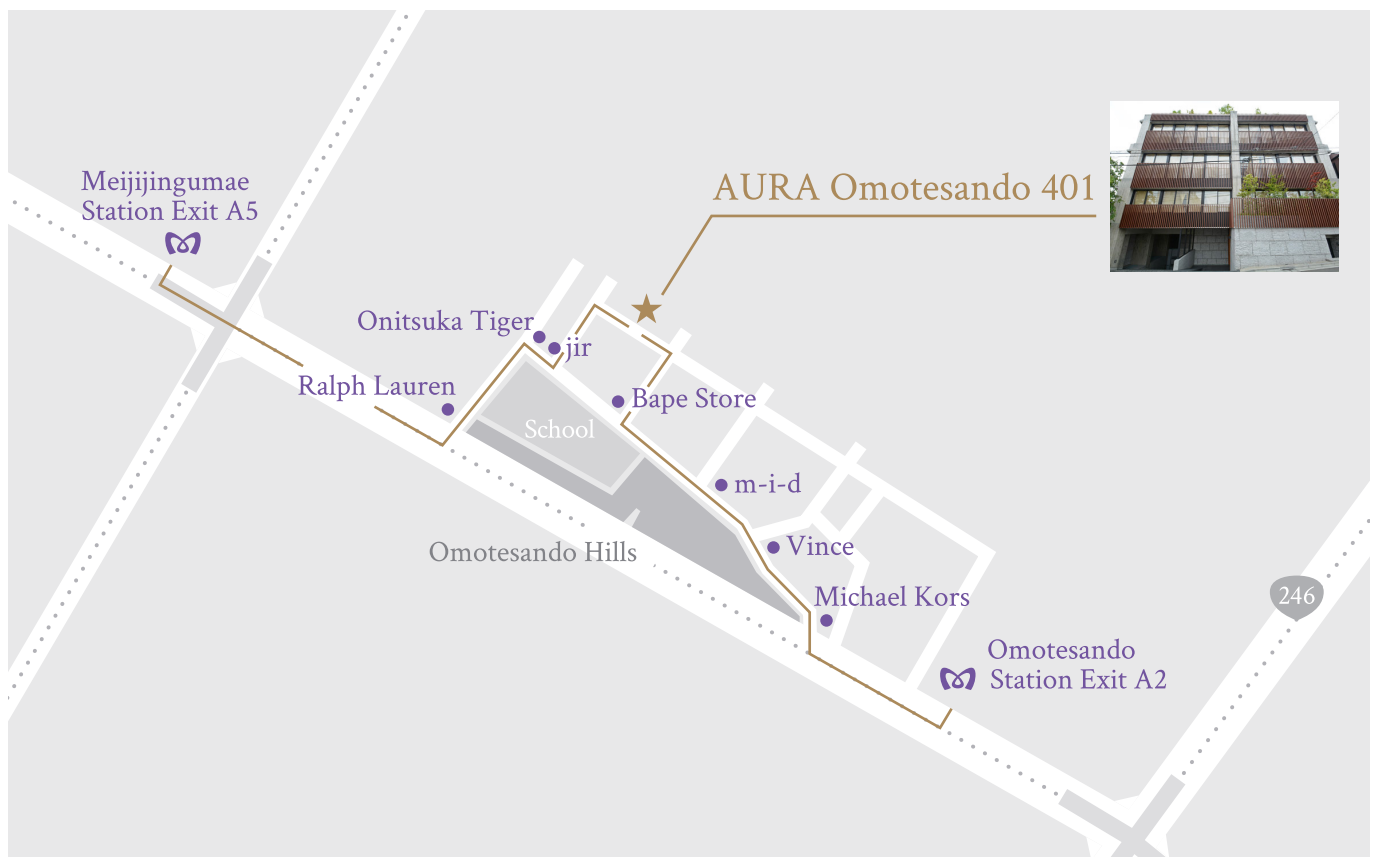 Meijijingumae
Station Exit A5
AURA Omotesando 401
Onitsuka Tiger
jir
Ralph Lauren
Bape Store
School
m-i-d
Omotesando Hills
Vince
Michael Kors
246
Omotesando
Station Exit A2